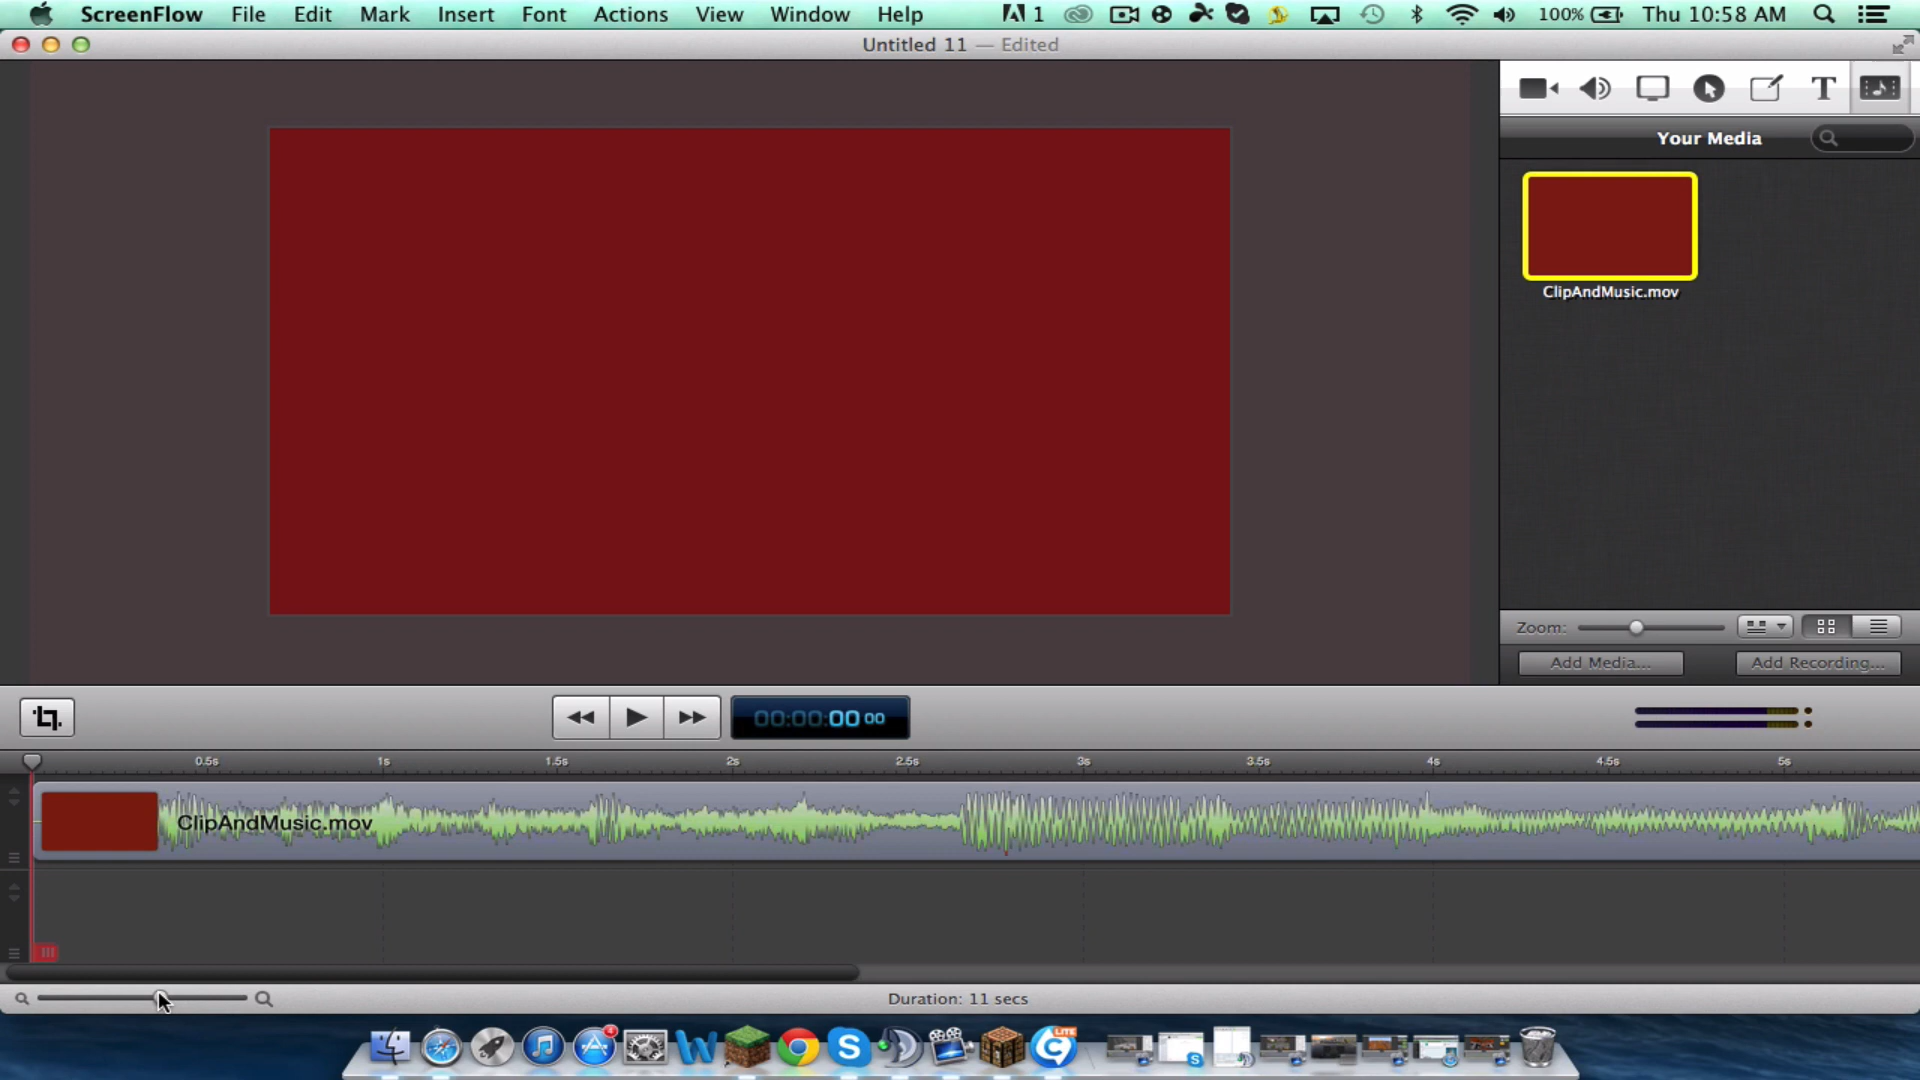 ScreenFlow File Edit Mark Insert Font Actions View Window Help 1 100% Thu 10:58 AM
Untitled 11 — Edited
T
Your Media
ClipAndMusic.mov
Zoom:
Add Media... Add Recording...
00:00:00 00
0.5s 1s 1.5s 2s 2.5s 3s 3.5s 4s 4.5s 5s
ClipAndMusic.mov
Duration: 11 secs
4
LITE